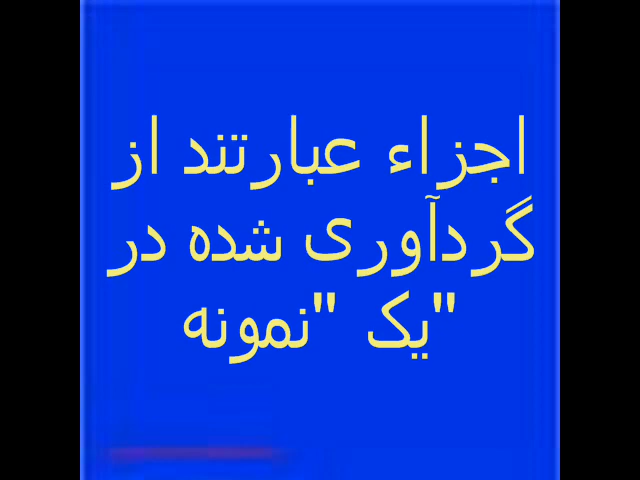 اجزاء عبارتند از
گردآوری شده در
"یک "نمونه